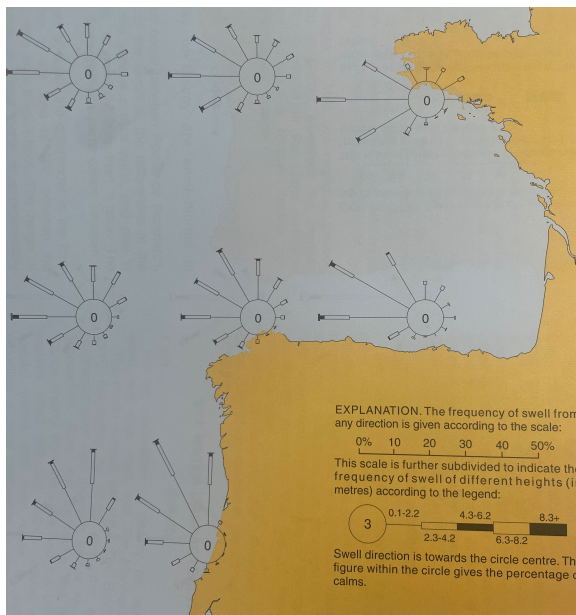 0
0
0
0
0
0
0
0
EXPLANATION. The frequency of swell from
any direction is given according to the scale:
0% 10 20 30 40 50%
This scale is further subdivided to indicate the
frequency of swell of different heights (in
metres) according to the legend:
3 0.1-2.2 4.3-6.2 8.3+
2.3-4.2 6.3-8.2
Swell direction is towards the circle centre. The
figure within the circle gives the percentage of
calms.